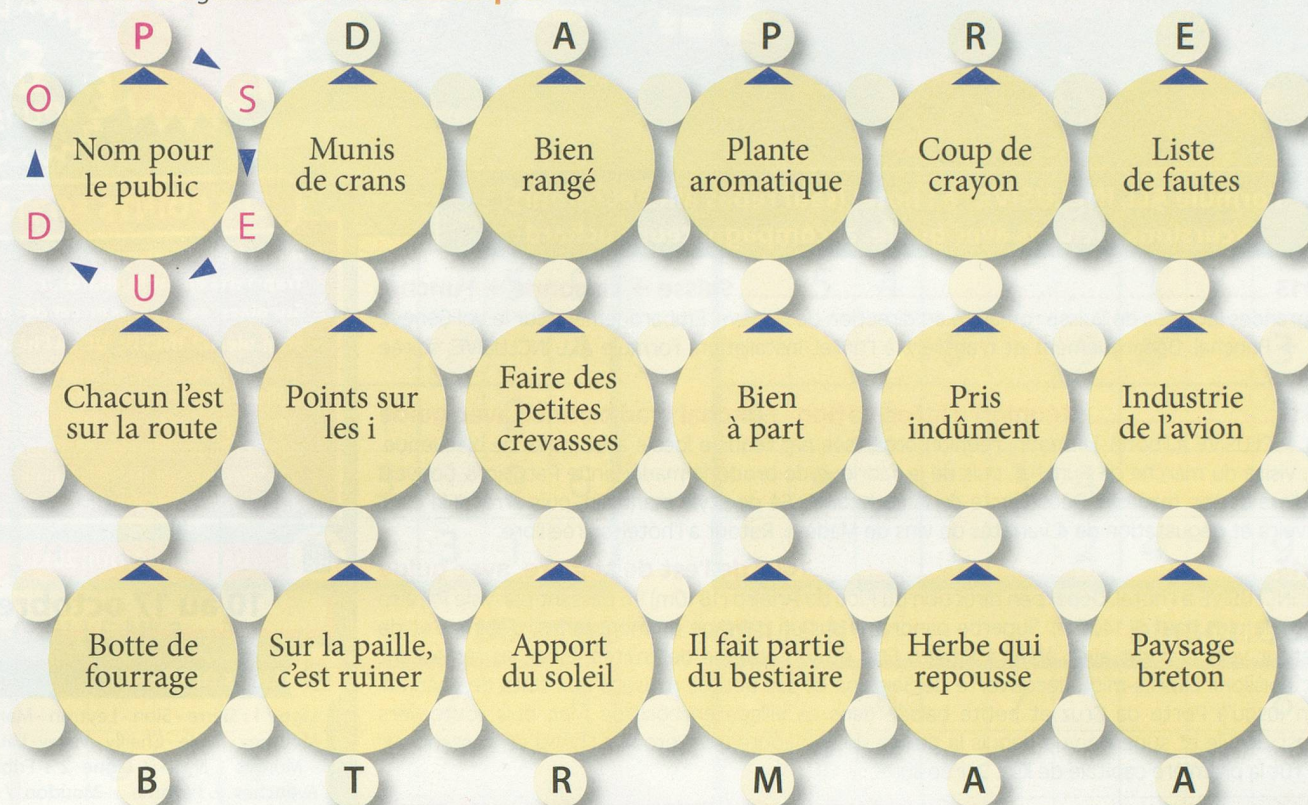 P D A P R E
O S
Nom pour
le public
Munis
de crans
Bien
rangé
Plante
aromatique
Coup de
crayon
Liste
de fautes
D E
U
Chacun l'est
sur la route
Points sur
les i
Faire des
petites
crevasses
Bien
à part
Pris
indûment
Industrie
de l'avion
Botte de
fourrage
Sur la paille,
c'est ruiner
Apport
du soleil
Il fait partie
du bestiaire
Herbe qui
repousse
Paysage
breton
B T R M A A